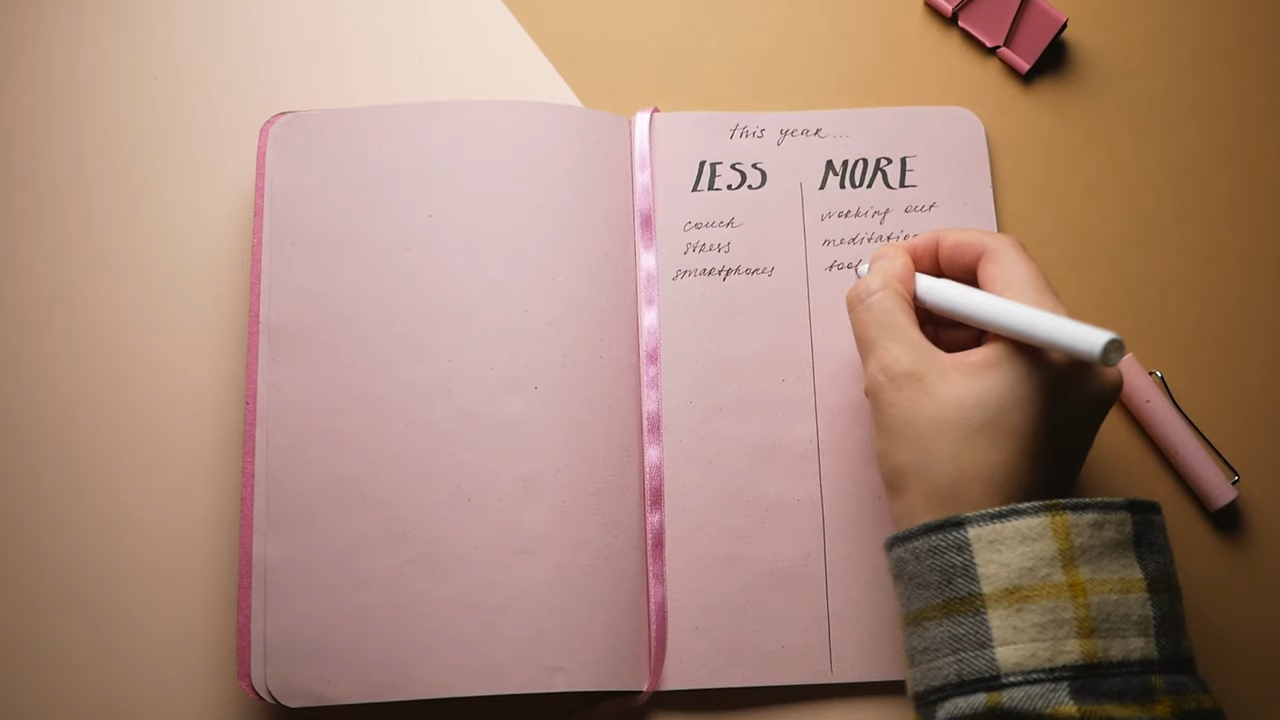 this year...
LESS MORE
couch working out
stress meditation
smartphones